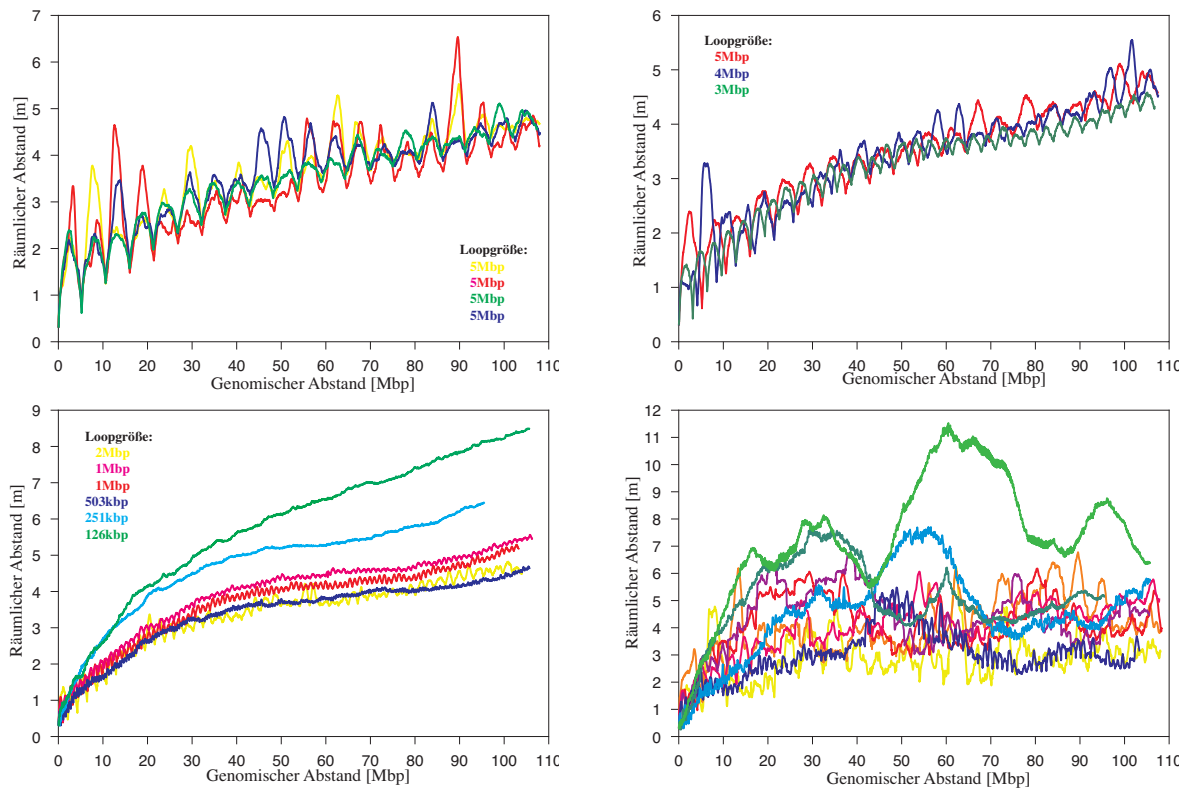 7
6
5
4
3
2
1
0
Räumlicher Abstand [m]
Loopgröße:
5Mbp
5Mbp
5Mbp
5Mbp
0 10 20 30 40 50 60 70 80 90 100 110
Genomischer Abstand [Mbp]
6
5
4
3
2
1
0
Räumlicher Abstand [m]
Loopgröße:
5Mbp
4Mbp
3Mbp
0 10 20 30 40 50 60 70 80 90 100 110
Genomischer Abstand [Mbp]
9
8
7
6
5
4
3
2
1
0
Räumlicher Abstand [m]
Loopgröße:
2Mbp
1Mbp
1Mbp
503kbp
251kbp
126kbp
0 10 20 30 40 50 60 70 80 90 100 110
Genomischer Abstand [Mbp]
12
11
10
9
8
7
6
5
4
3
2
1
0
Räumlicher Abstand [m]
0 10 20 30 40 50 60 70 80 90 100
Genomischer Abstand [Mbp]